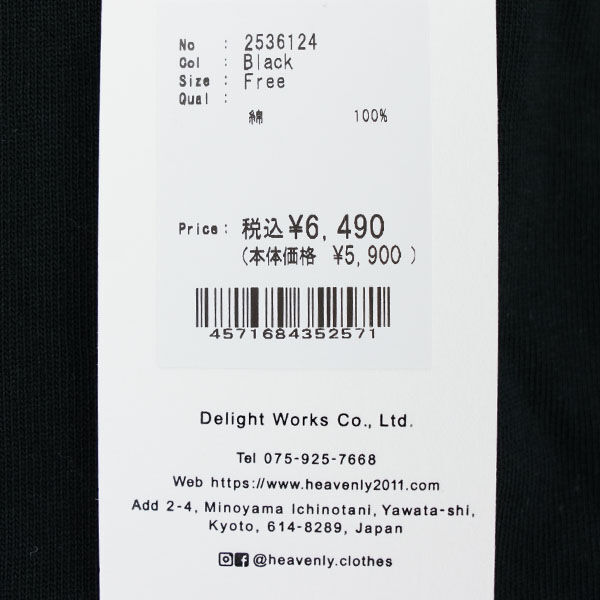 No : 2536124
Col : Black
Size : Free
Qual :
綿 100%
Price : 税込¥6,490
(本体価格 ¥5,900 )
4571684352571
Delight Works Co., Ltd.
Tel 075-925-7668
Web https://www.heavenly2011.com
Add 2-4, Minoyama Ichinotani, Yawata-shi,
Kyoto, 614-8289, Japan
@heavenly.clothes